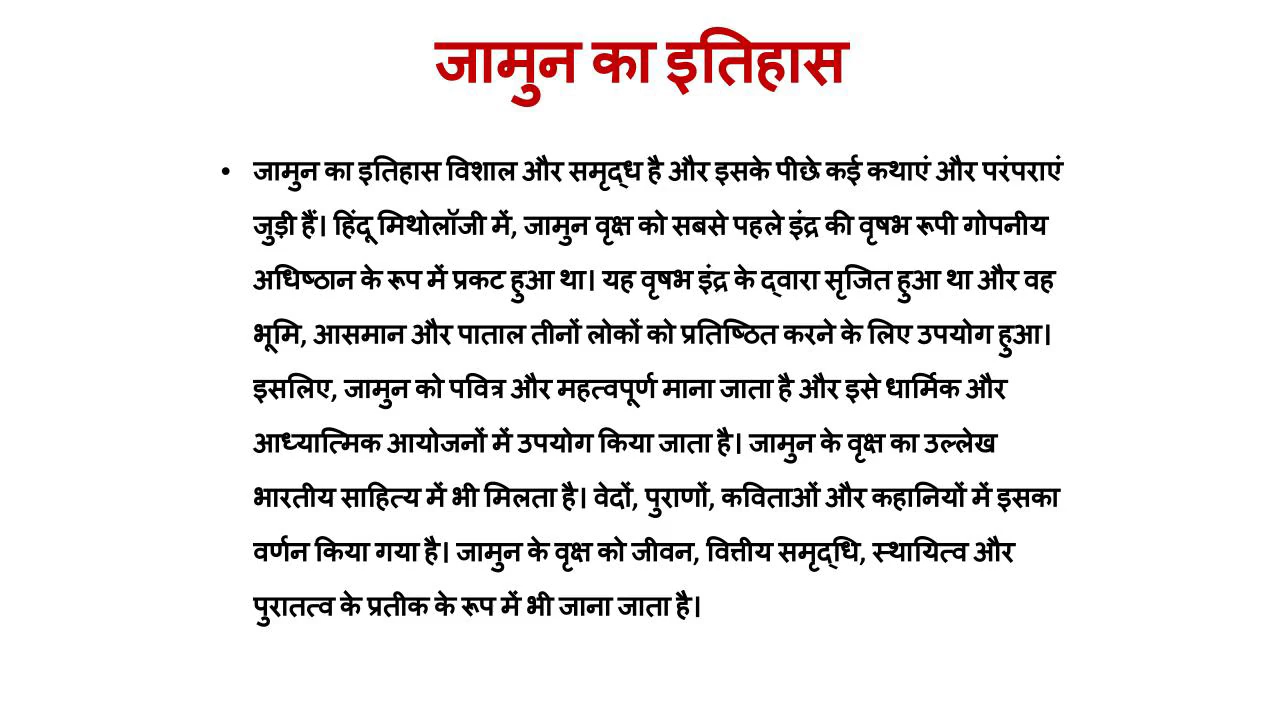 जामुन का इतिहास
• जामुन का इतिहास विशाल और समृद्ध है और इसके पीछे कई कथाएं और परंपराएं
जुड़ी हैं। हिंदू मिथोलॉजी में, जामुन वृक्ष को सबसे पहले इंद्र की वृषभ रूपी गोपनीय
अधिष्ठान के रूप में प्रकट हुआ था। यह वृषभ इंद्र के द्वारा सृजित हुआ था और वह
भूमि, आसमान और पाताल तीनों लोकों को प्रतिष्ठित करने के लिए उपयोग हुआ।
इसलिए, जामुन को पवित्र और महत्वपूर्ण माना जाता है और इसे धार्मिक और
आध्यात्मिक आयोजनों में उपयोग किया जाता है। जामुन के वृक्ष का उल्लेख
भारतीय साहित्य में भी मिलता है। वेदों, पुराणों, कविताओं और कहानियों में इसका
वर्णन किया गया है। जामुन के वृक्ष को जीवन, वित्तीय समृद्धि, स्थायित्व और
पुरातत्व के प्रतीक के रूप में भी जाना जाता है।